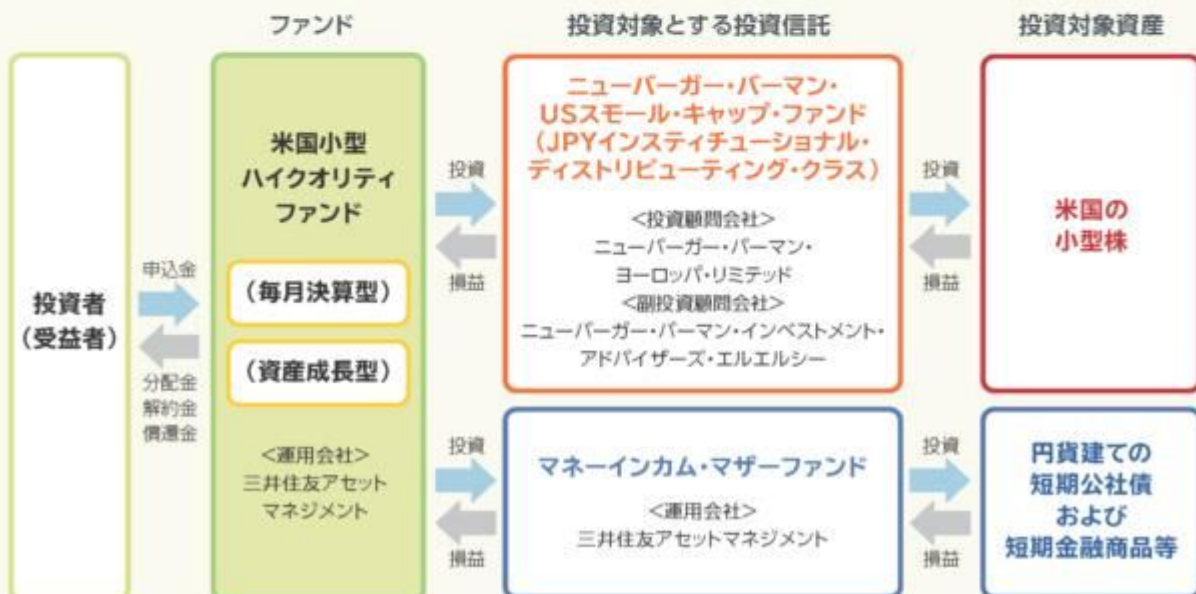 ファンド
投資対象とする投資信託
投資対象資産
投資者
(受益者)
申込金
分配金
解約金
償還金
米国小型
ハイクオリティ
ファンド
(毎月決算型)
(資産成長型)
<運用会社>
三井住友アセット
マネジメント
投資
損益
投資
損益
ニューバーガー・バーマン・
USスモール・キャップ・ファンド
(JPYインスティチューショナル・
ディストリビューティング・クラス)
<投資顧問会社>
ニューバーガー・バーマン・
ヨーロッパ・リミテッド
<副投資顧問会社>
ニューバーガー・バーマン・インベストメント・
アドバイザーズ・エルエルシー
マネーインカム・マザーファンド
<運用会社>
三井住友アセットマネジメント
投資
損益
投資
損益
米国の
小型株
円貨建ての
短期公社債
および
短期金融商品等